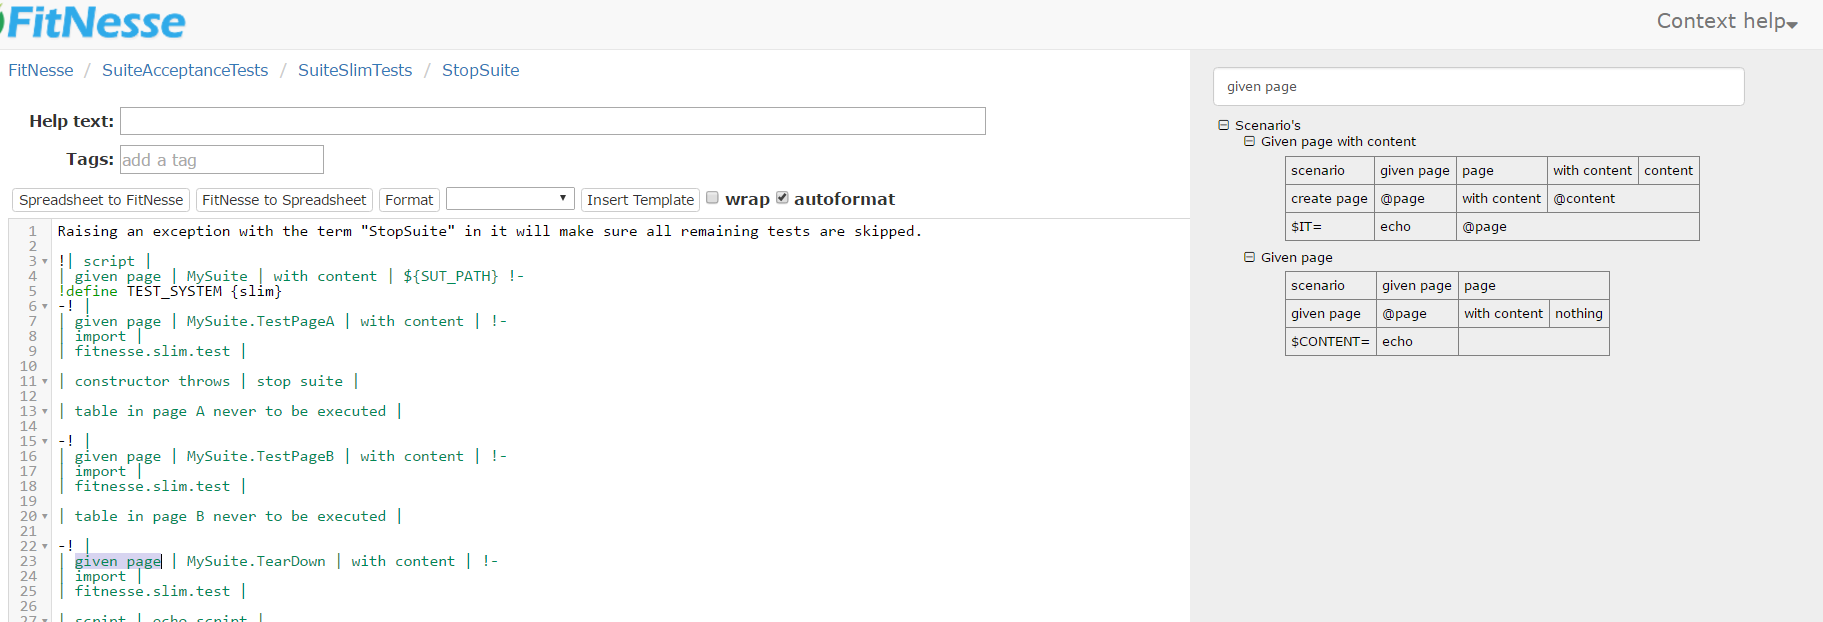 FitNesse
Context help
FitNesse / SuiteAcceptanceTests / SuiteSlimTests / StopSuite
Help text:
Tags: add a tag
Spreadsheet to FitNesse FitNesse to Spreadsheet Format Insert Template wrap autoformat
1 Raising an exception with the term "StopSuite" in it will make sure all remaining tests are skipped.
2
3 !| script |
4 | given page | MySuite | with content | ${SUT_PATH} !-
5 !define TEST_SYSTEM {slim}
6 -! |
7 | given page | MySuite.TestPageA | with content | !-
8 | import |
9 | fitnesse.slim.test |
10
11 | constructor throws | stop suite |
12
13 | table in page A never to be executed |
14
15 -! |
16 | given page | MySuite.TestPageB | with content | !-
17 | import |
18 | fitnesse.slim.test |
19
20 | table in page B never to be executed |
21
22 -! |
23 | given page | MySuite.TearDown | with content | !-
24 | import |
25 | fitnesse.slim.test |
26
27 | script | echo script |
given page
Scenario's
Given page with content
scenario given page page with content content
create page @page with content @content
$IT= echo @page
Given page
scenario given page page
given page @page with content nothing
$CONTENT= echo